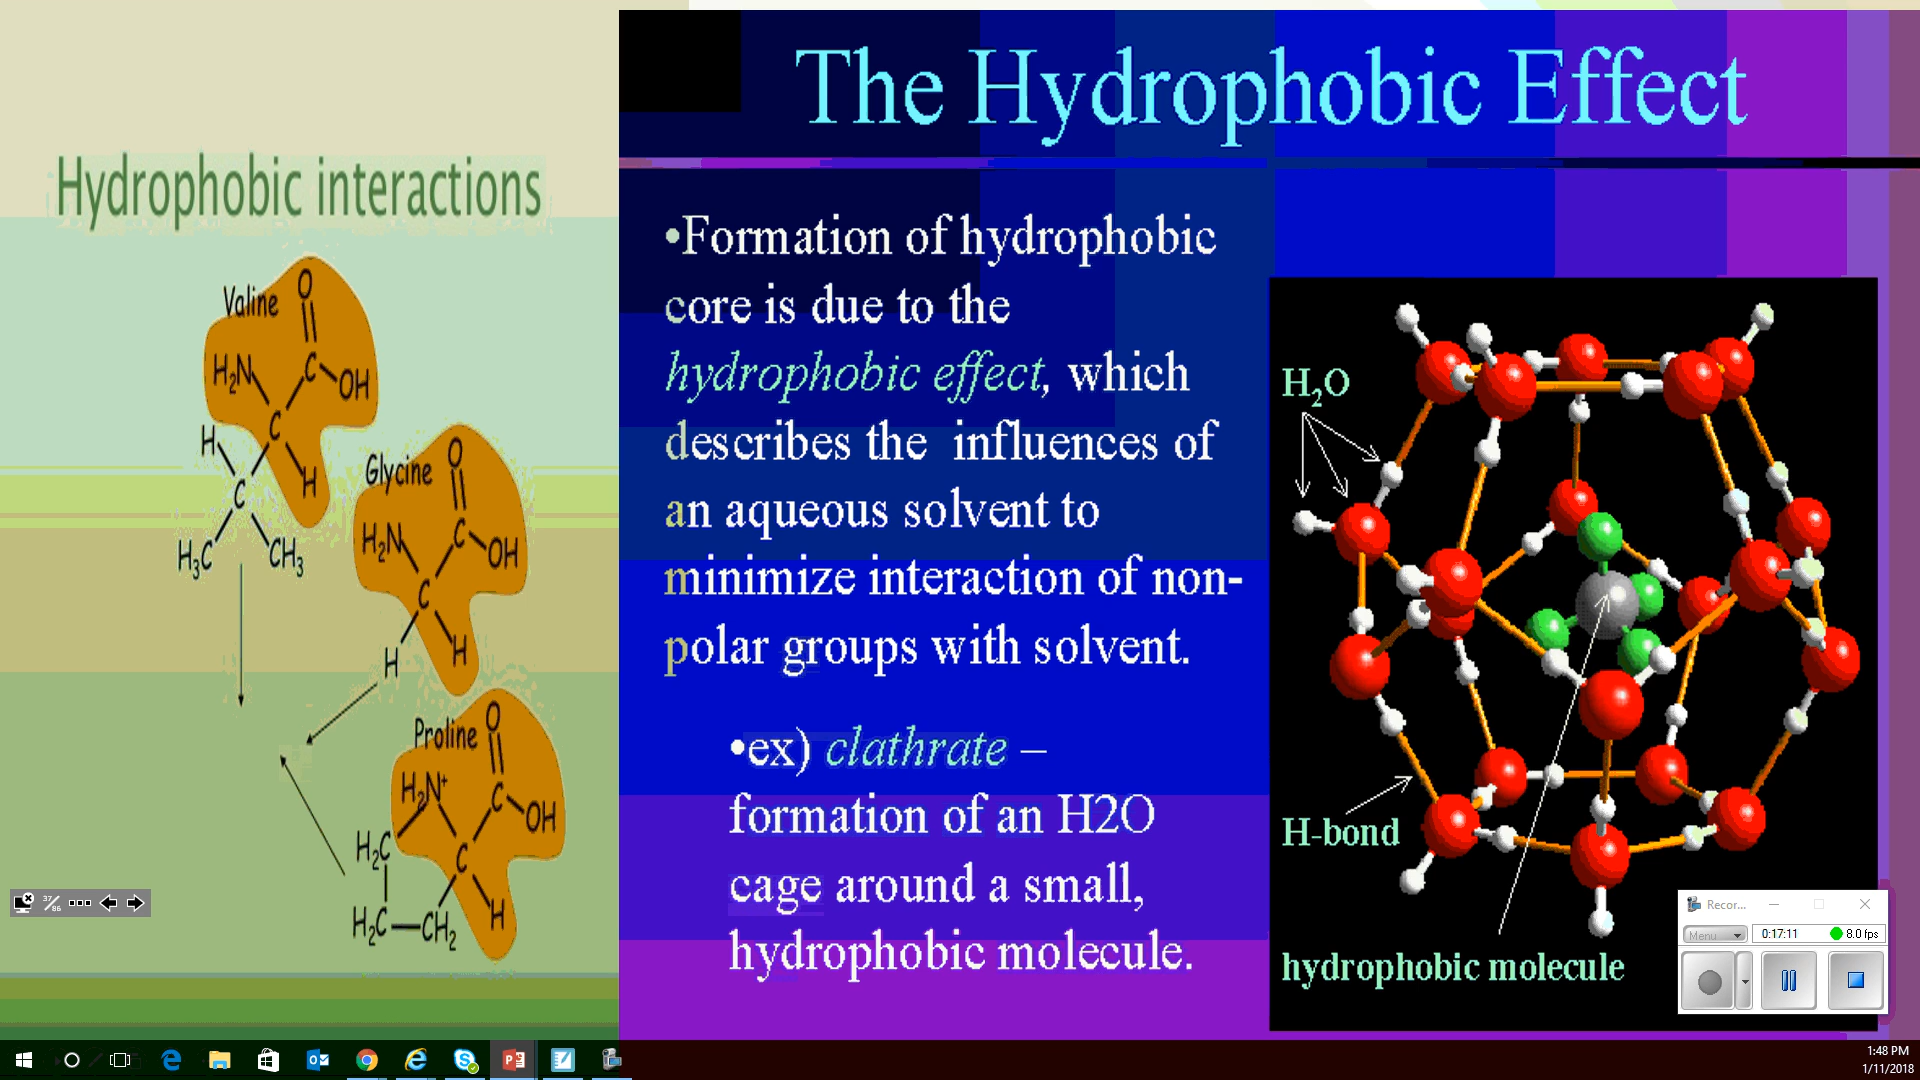 Hydrophobic interactions
Valine
O
H₂N
C
OH
C
H
H
C
H₃C
CH₃
Glycine
O
H₂N
C
OH
C
H
H
Proline
O
H₂N⁺
C
OH
H₂C
C
H₂C
CH₂
H
37/86
The Hydrophobic Effect
•Formation of hydrophobic
core is due to the
hydrophobic effect, which
describes the influences of
an aqueous solvent to
minimize interaction of non-
polar groups with solvent.
•ex) clathrate –
formation of an H2O
cage around a small,
hydrophobic molecule.
H₂O
H-bond
hydrophobic molecule
Recor...
Menu
0:17:11
8.0 fps
1:48 PM
1/11/2018